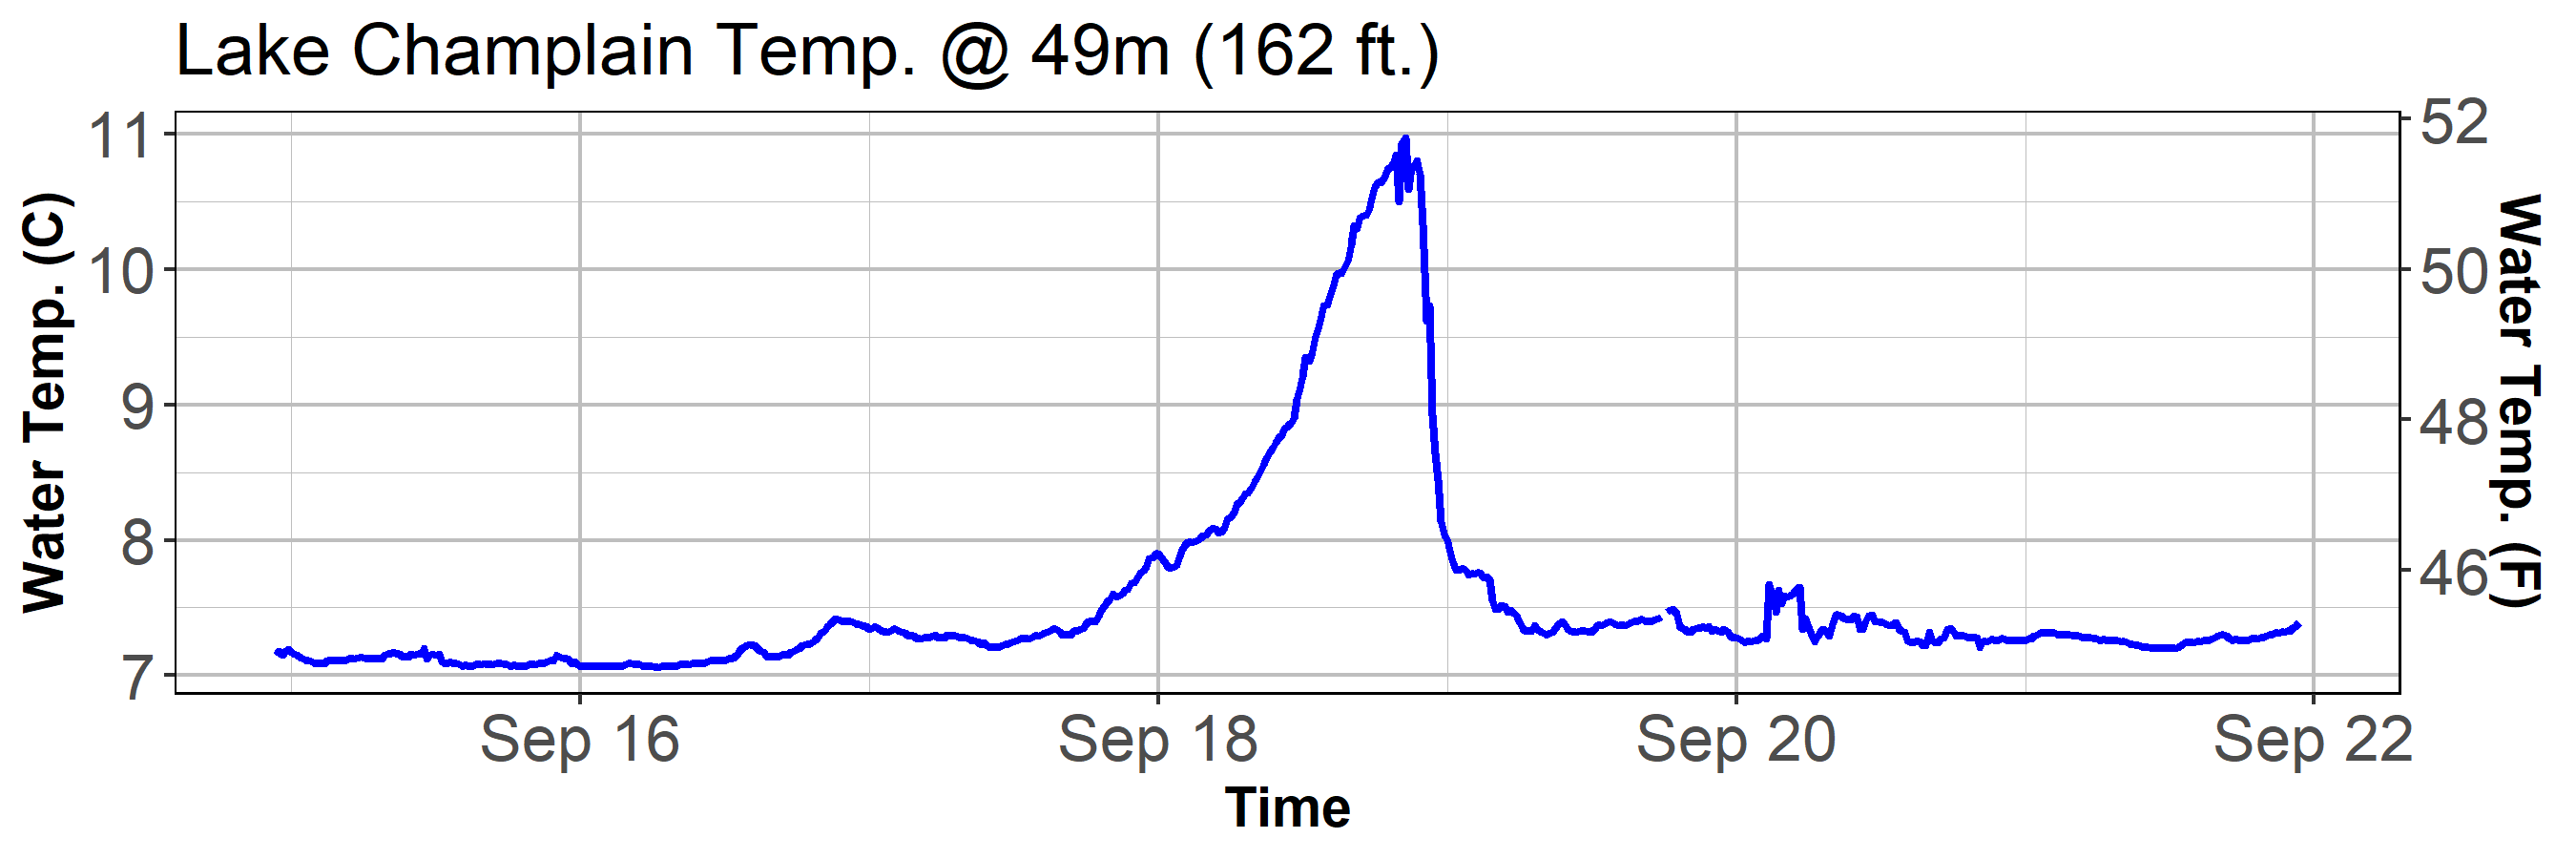 Lake Champlain Temp. @ 49m (162 ft.)
Water Temp. (C)
11
10
9
8
7
52
50
48
46
Water Temp. (F)
Sep 16 Sep 18 Sep 20 Sep 22
Time